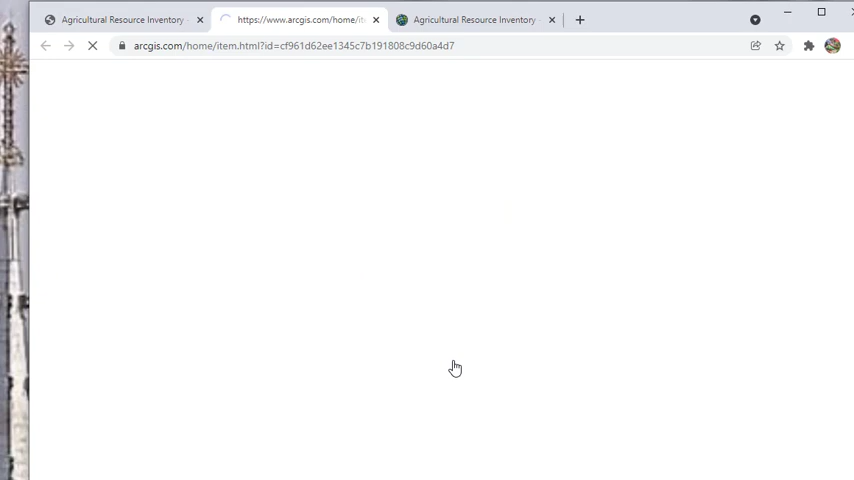 Agricultural Resource Inventory - https://www.arcgis.com/home/it Agricultural Resource Inventory -
arcgis.com/home/item.html?id=cf961d62ee1345c7b191808c9d60a4d7